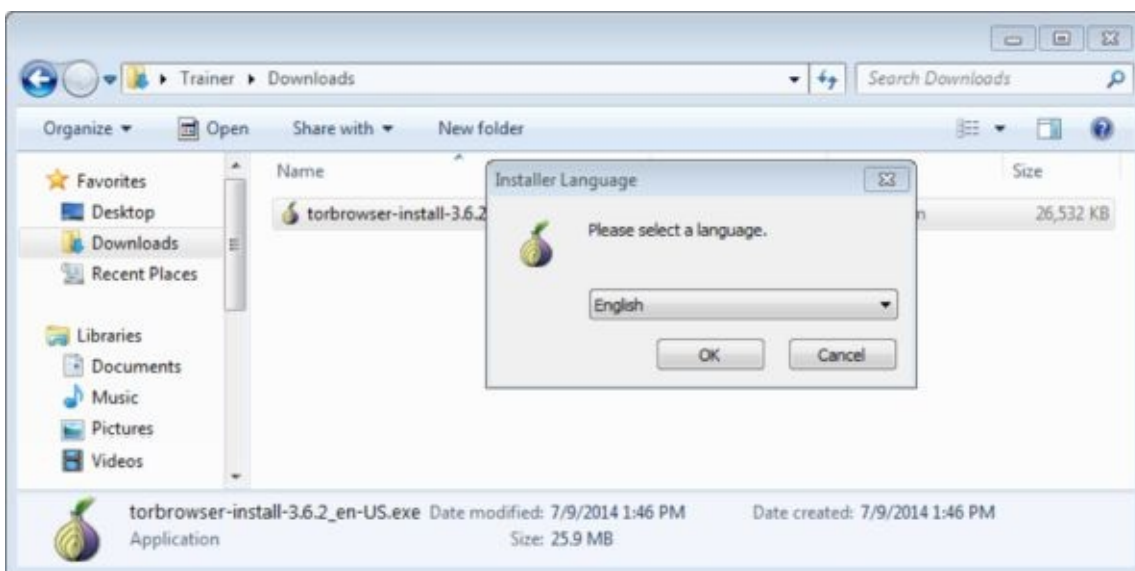 Trainer Downloads
Search Downloads
Organize Open Share with New folder
Name
Size
Favorites
Desktop
Downloads
Recent Places
Libraries
Documents
Music
Pictures
Videos
torbrowser-install-3.6.2
n
26,532 KB
Installer Language
Please select a language.
English
OK Cancel
torbrowser-install-3.6.2_en-US.exe Date modified: 7/9/2014 1:46 PM Date created: 7/9/2014 1:46 PM
Application Size: 25.9 MB